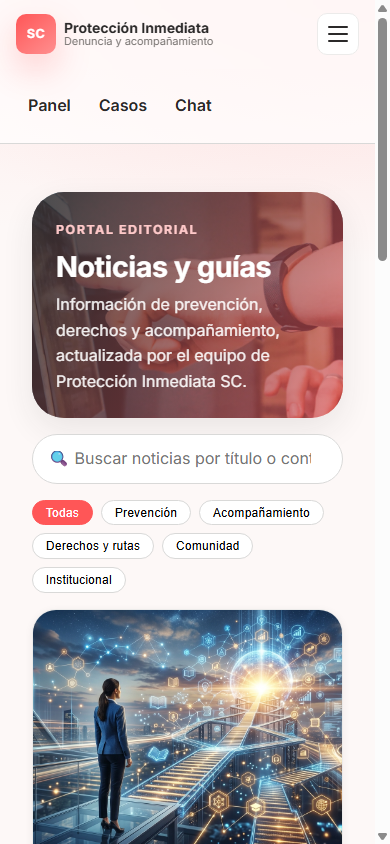 SC
Protección Inmediata
Denuncia y acompañamiento
Panel Casos Chat
PORTAL EDITORIAL
Noticias y guías
Información de prevención,
derechos y acompañamiento,
actualizada por el equipo de
Protección Inmediata SC.
Buscar noticias por título o cont
Todas Prevención Acompañamiento
Derechos y rutas Comunidad
Institucional